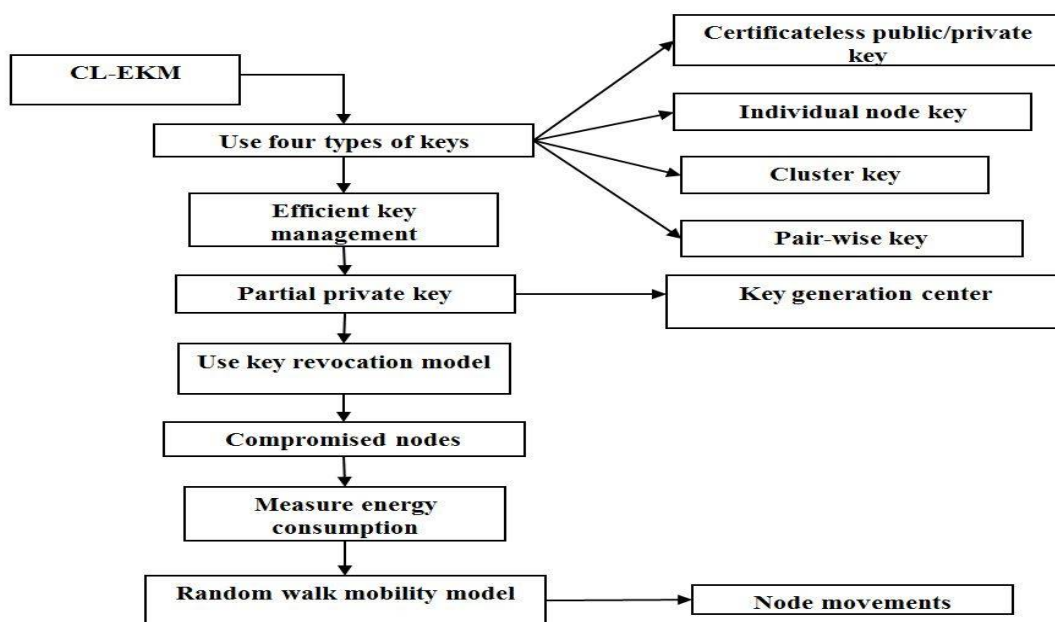 CL-EKM
Use four types of keys
Certificateless public/private
key
Individual node key
Cluster key
Pair-wise key
Efficient key
management
Partial private key
Key generation center
Use key revocation model
Compromised nodes
Measure energy
consumption
Random walk mobility model
Node movements